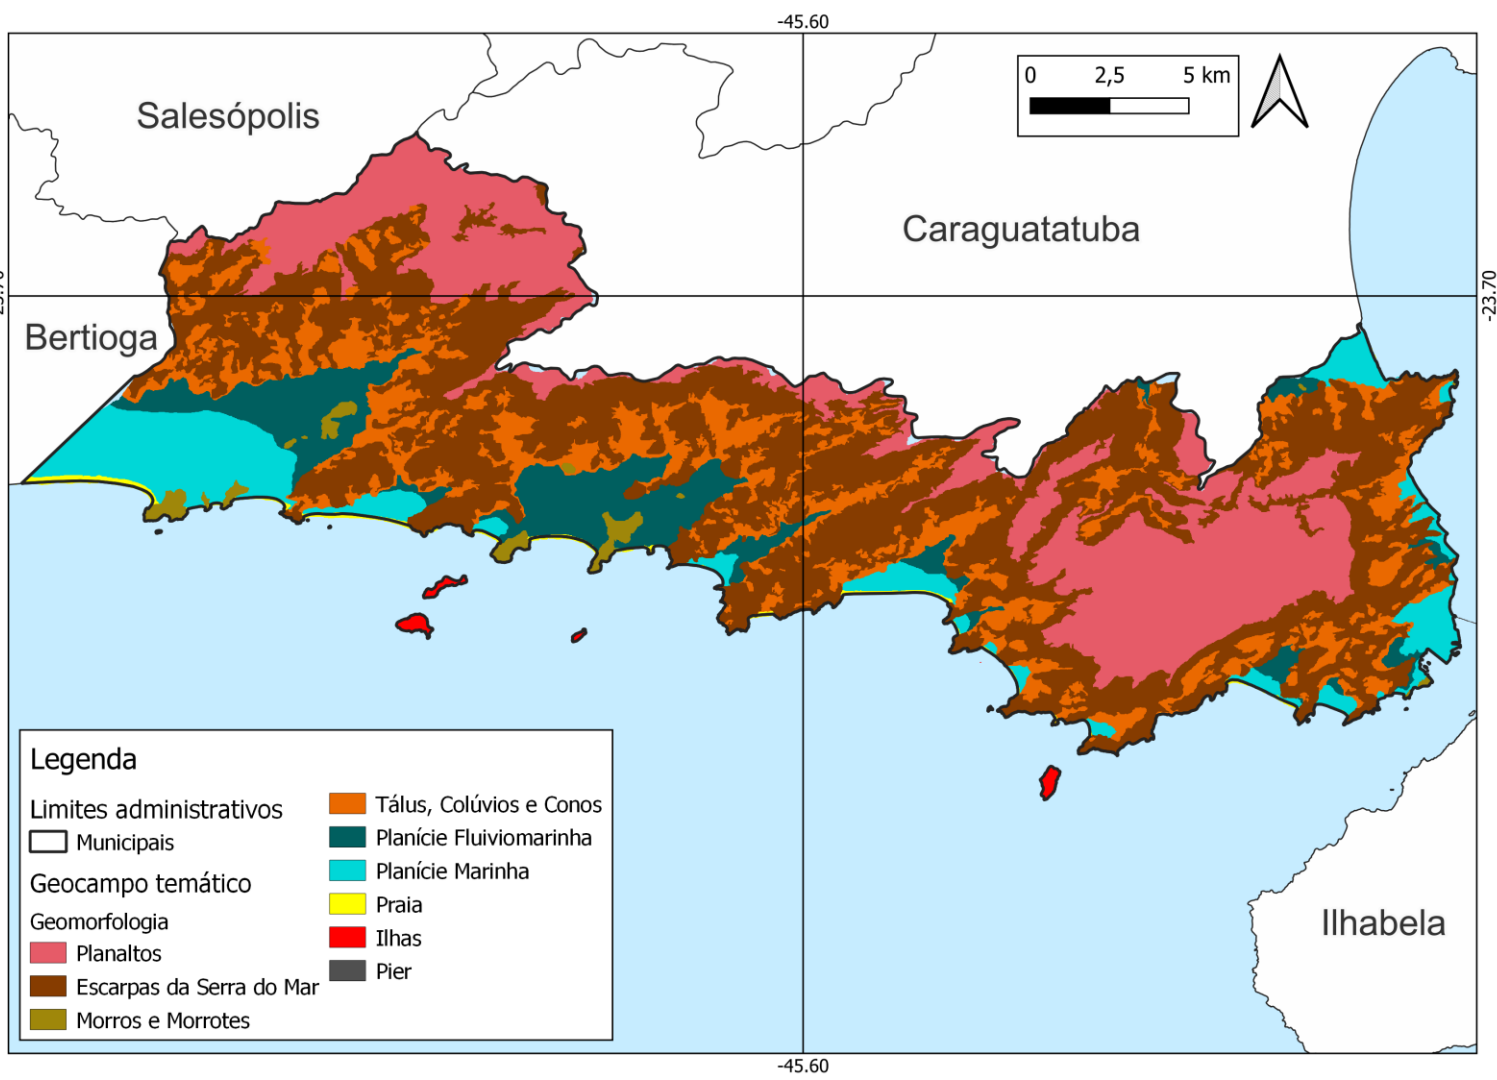 -45.60
0 2,5 5 km
Salesópolis
Caraguatatuba
-23.70
Bertioga
Ilhabela
Legenda
Limites administrativos
Municipais
Geocampo temático
Geomorfologia
Planaltos
Escarpas da Serra do Mar
Morros e Morrotes
Tálus, Colúvios e Conos
Planície Fluiviomarinha
Planície Marinha
Praia
Ilhas
Pier
-45.60